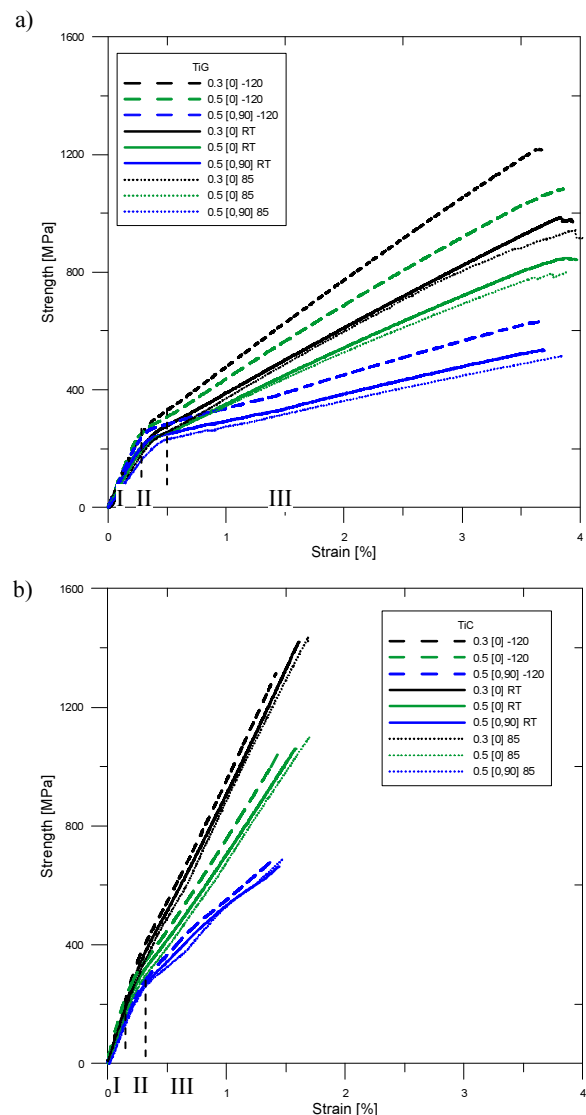 a)
1600
1200
800
400
0
Strength [MPa]
TiG
0.3 [0] -120
0.5 [0] -120
0.5 [0,90] -120
0.3 [0] RT
0.5 [0] RT
0.5 [0,90] RT
0.3 [0] 85
0.5 [0] 85
0.5 [0,90] 85
I II III
0 1 2 3 4
Strain [%]
b)
1600
1200
800
400
0
Strength [MPa]
TiC
0.3 [0] -120
0.5 [0] -120
0.5 [0,90] -120
0.3 [0] RT
0.5 [0] RT
0.5 [0,90] RT
0.3 [0] 85
0.5 [0] 85
0.5 [0,90] 85
0 1 2 3 4
I II III
Strain [%]